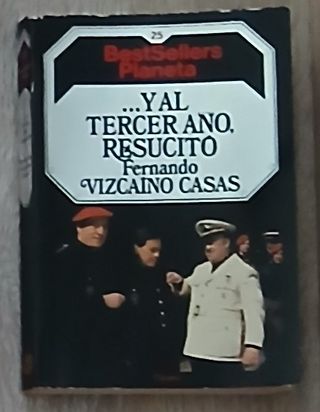 25
BestSellers
Planeta
...Y AL
TERCER AÑO,
RESUCITÓ
Fernando
VIZCAINO CASAS